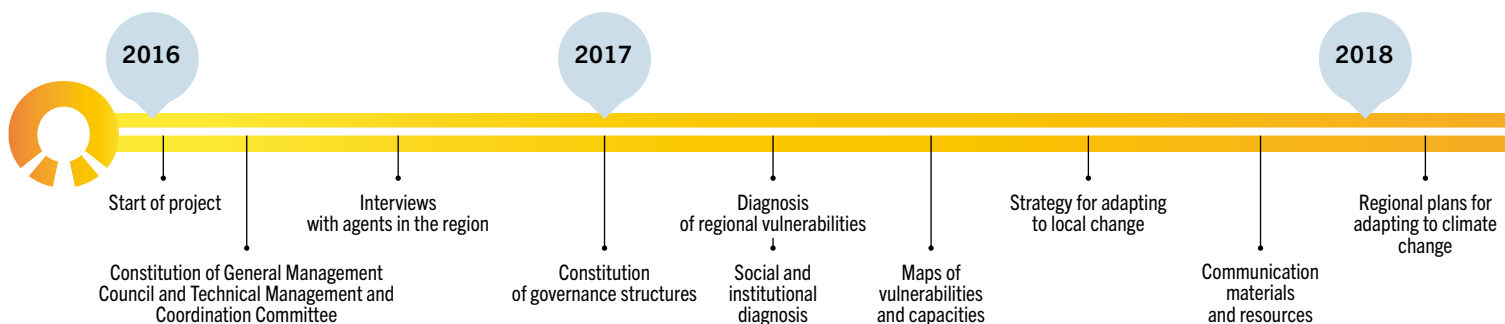 2016
2017
2018
Start of project
Constitution of General Management
Council and Technical Management and
Coordination Committee
Interviews
with agents in the region
Constitution
of governance structures
Diagnosis
of regional vulnerabilities
Social and
institutional
diagnosis
Maps of
vulnerabilities
and capacities
Strategy for adapting
to local change
Communication
materials
and resources
Regional plans for
adapting to climate
change